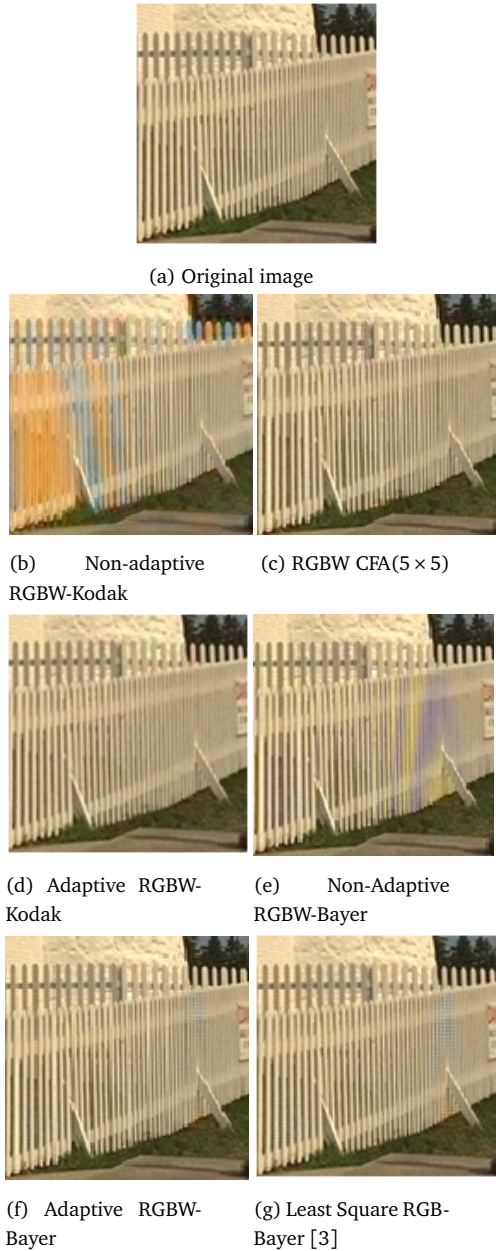 (a) Original image
(b) Non-adaptive
RGBW-Kodak
(c) RGBW CFA(5 × 5)
(d) Adaptive RGBW-
Kodak
(e) Non-Adaptive
RGBW-Bayer
(f) Adaptive RGBW-
Bayer
(g) Least Square RGB-
Bayer [3]